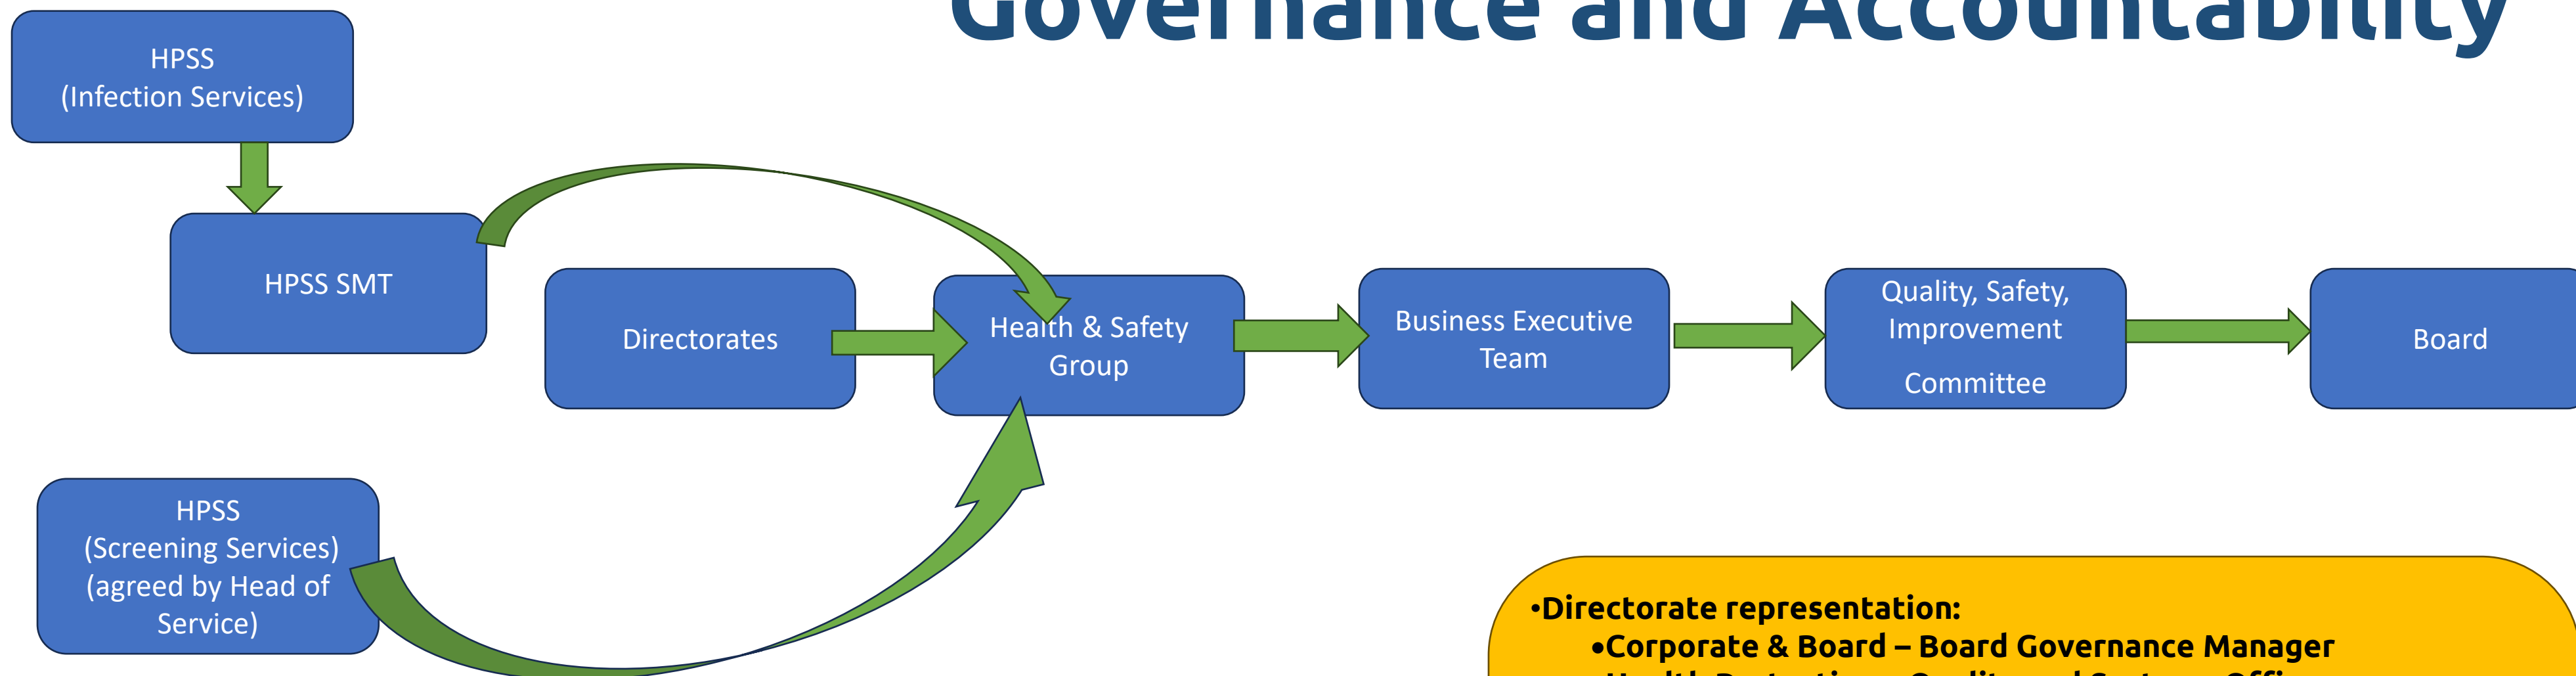 Governance and Accountability
HPSS
(Infection Services)
HPSS SMT
Directorates
Health & Safety
Group
Business Executive
Team
Quality, Safety,
Improvement
Committee
Board
HPSS
(Screening Services)
(agreed by Head of
Service)
•Directorate representation:
•Corporate & Board – Board Governance Manager